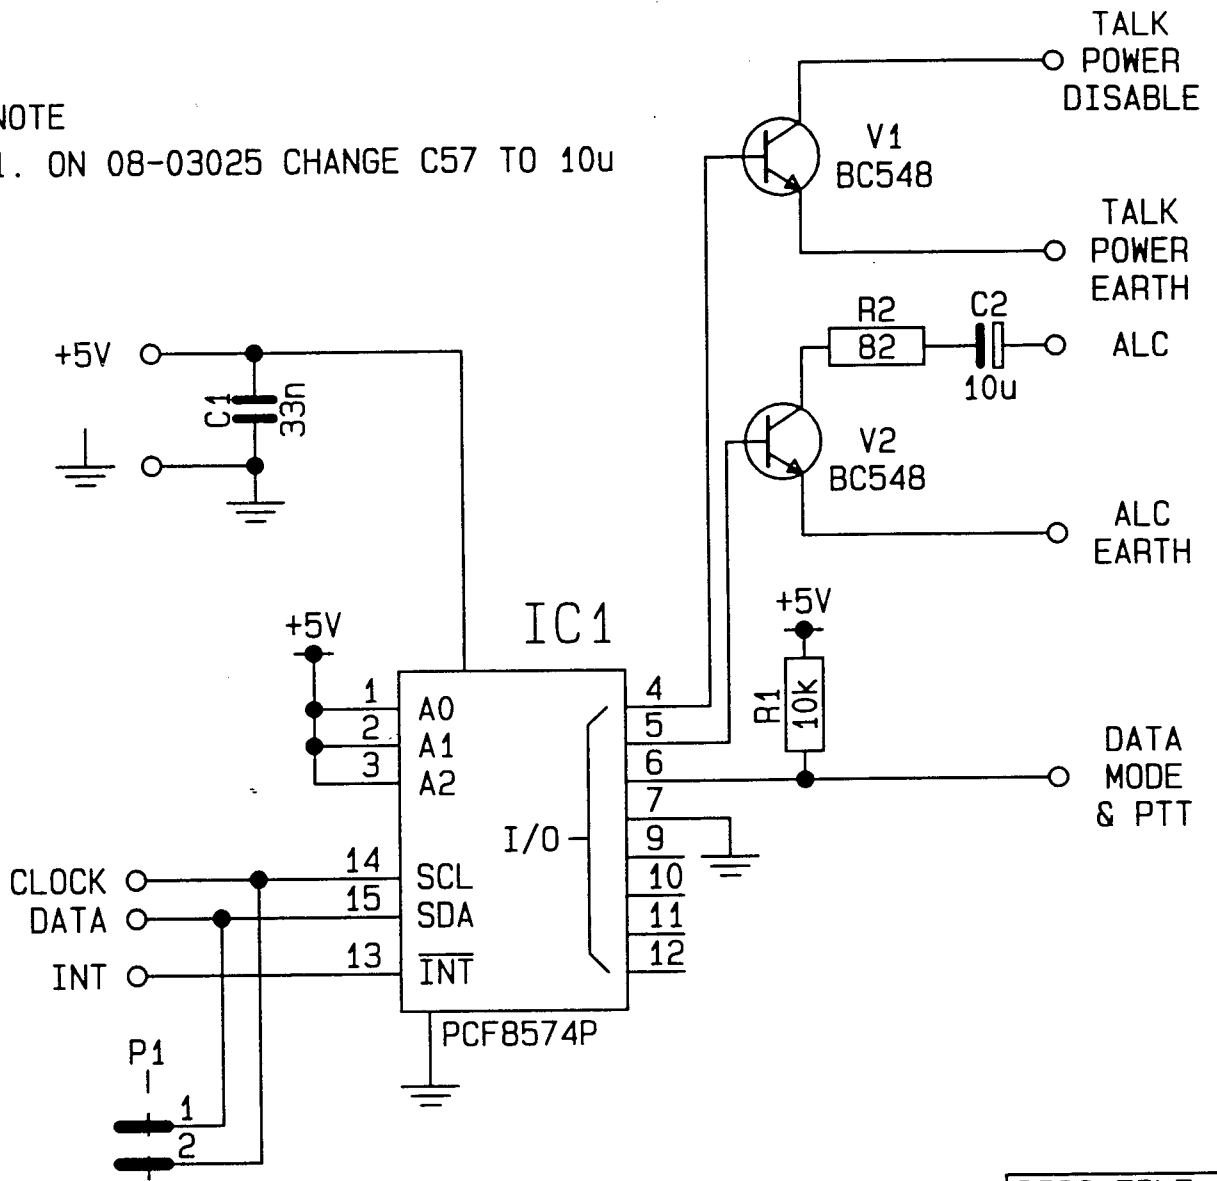 TALK
POWER
DISABLE
NOTE
1. ON 08-03025 CHANGE C57 TO 10u
V1
BC548
TALK
POWER
EARTH
R2
82
C2
10u
ALC
+5V
C1
33n
V2
BC548
ALC
EARTH
+5V
IC1
+5V
R1
10k
1
2
3
A0
A1
A2
4
5
6
7
9
10
11
12
I/O
DATA
MODE
& PTT
CLOCK
14
SCL
DATA
15
SDA
INT
13
INT
PCF8574P
P1
1
2